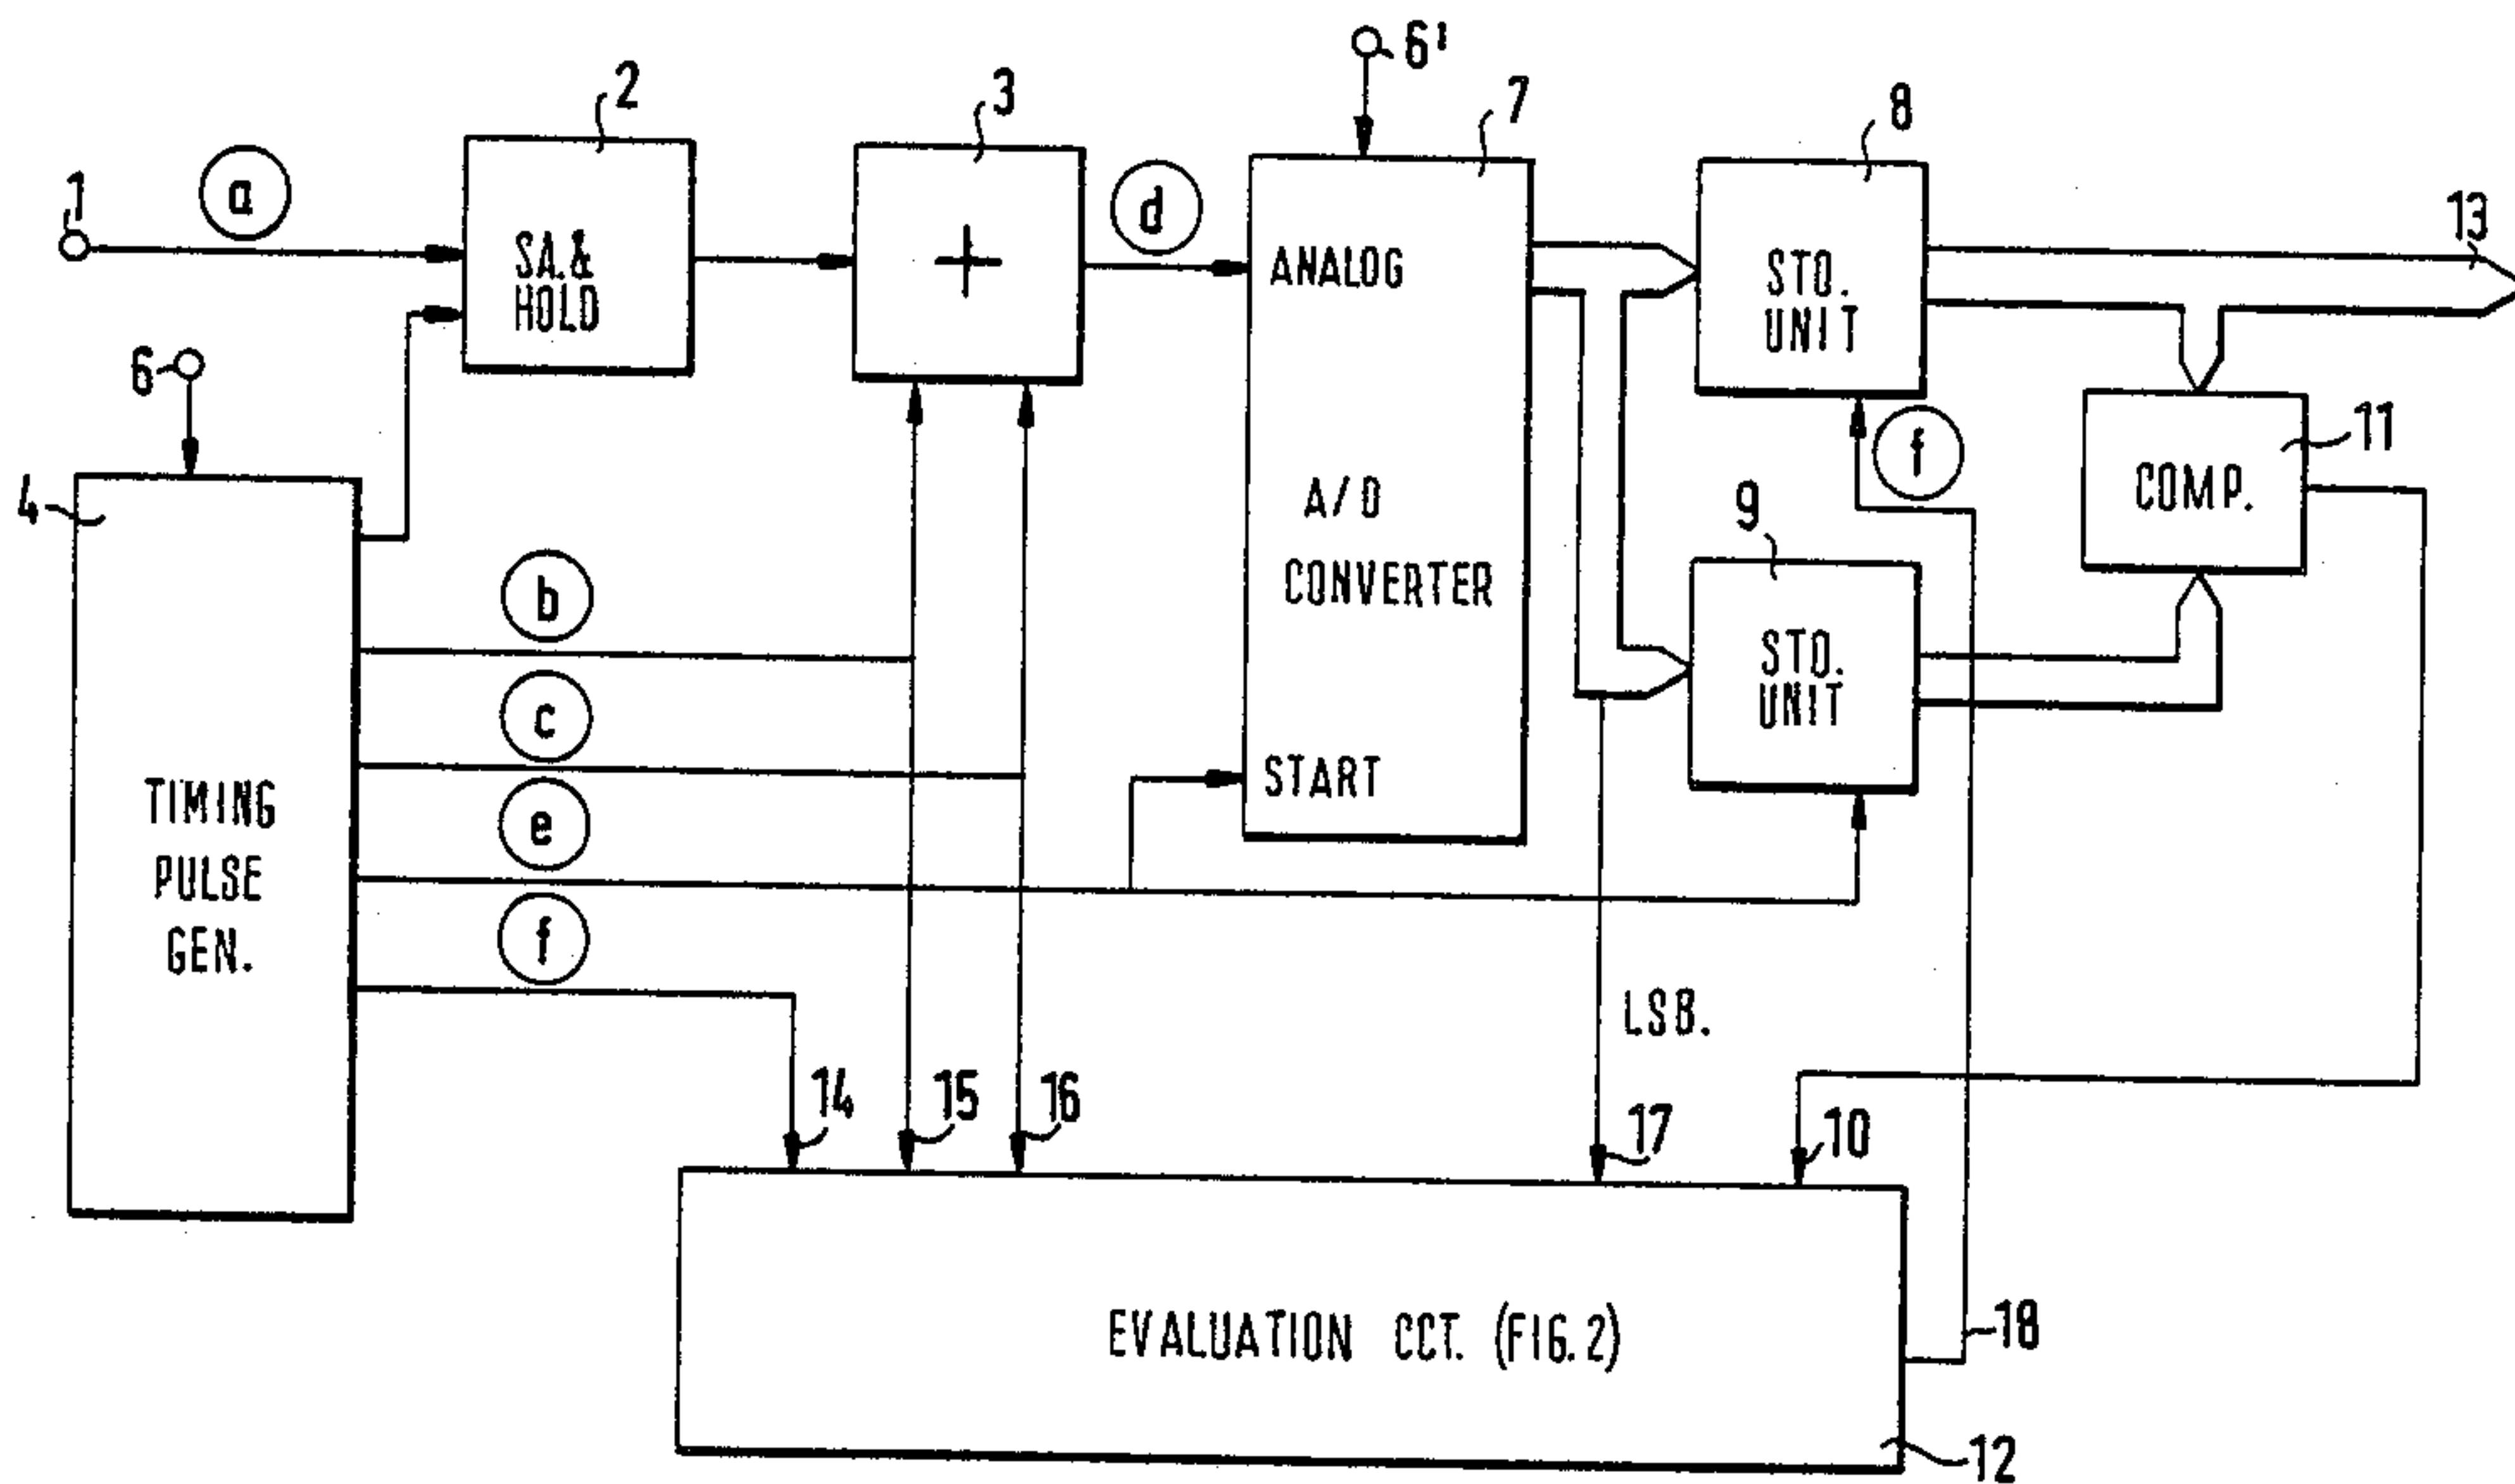 1
a
2
SA.&
HOLD
3
+
d
6'
7
ANALOG
A/D
CONVERTER
START
8
STO.
UNIT
13
6
4
TIMING
PULSE
GEN.
b
c
e
f
f
9
STO.
UNIT
11
COMP.
LSB.
14
15
16
17
10
EVALUATION CCT. (FIG.2)
18
12